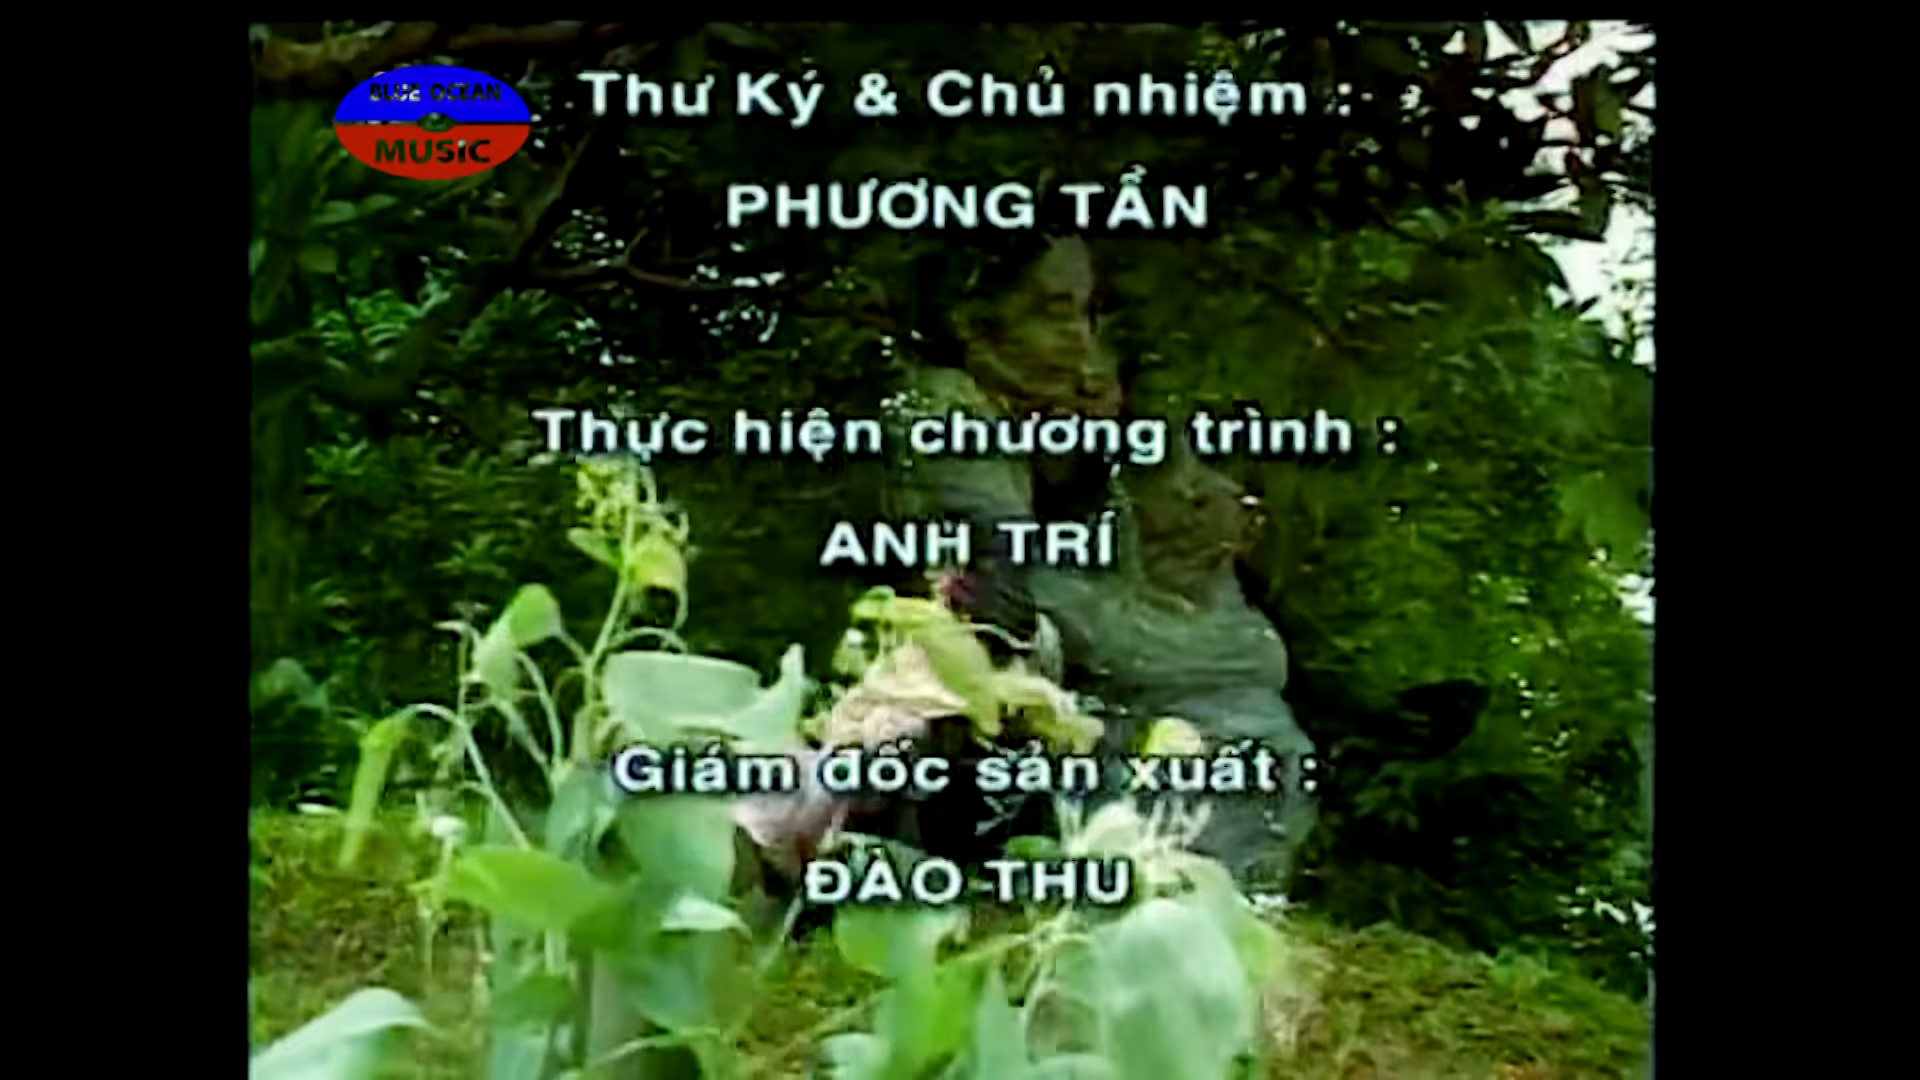 BLUE OCEAN
MUSIC
Thư Ký & Chủ nhiệm :
PHƯƠNG TẨN
Thực hiện chương trình :
ANH TRÍ
Giám đốc sản xuất :
ĐÀO THU